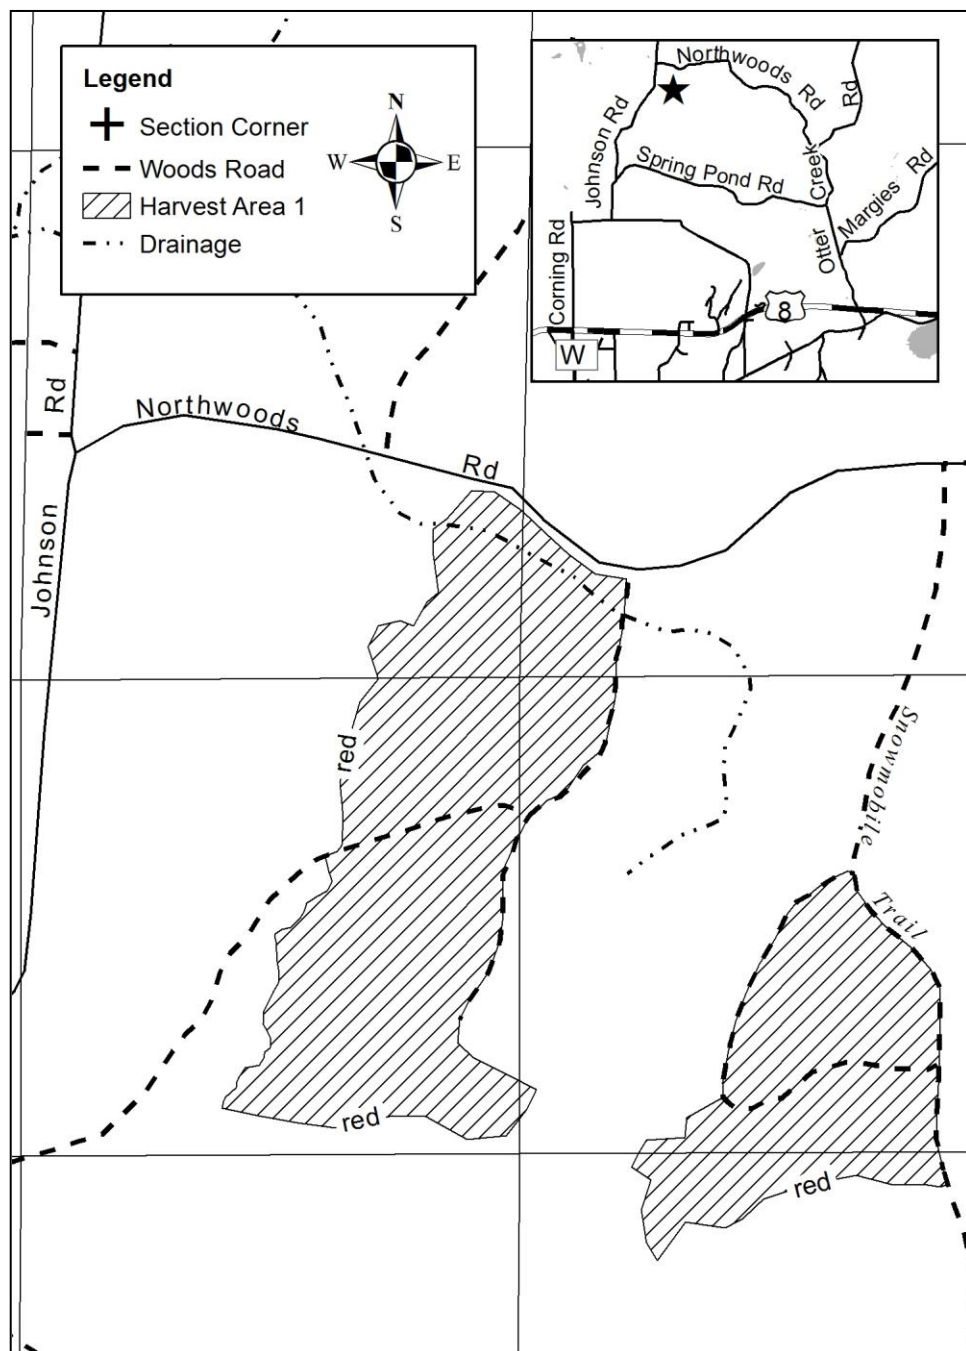 Legend
Section Corner
Woods Road
Harvest Area 1
Drainage
N
W
E
S
Northwoods Rd
Johnson Rd
Spring Pond Rd
Otter Creek Rd
Margies Rd
Corning Rd
8
W
Northwoods Rd
Johnson Rd
Snowmobile Trail
red
red
red